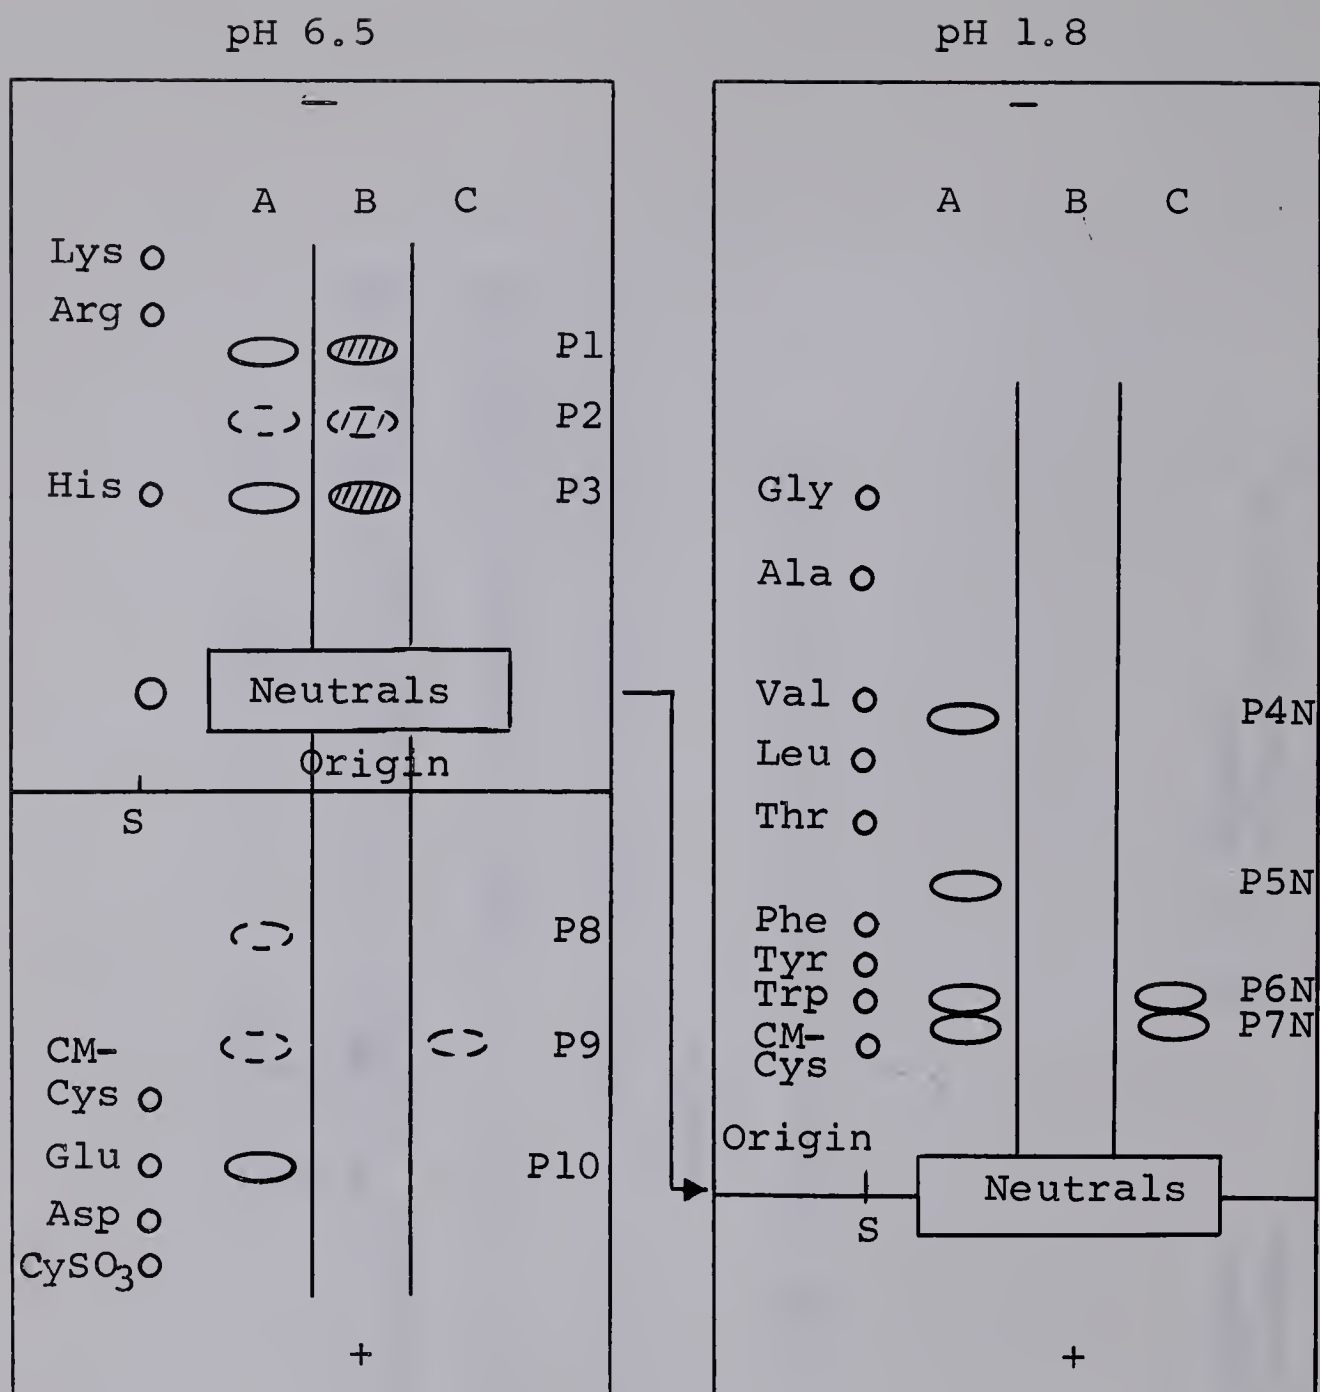 pH 6.5
−
A B C
Lys
Arg
P1
P2
His
P3
Neutrals
Origin
S
P8
CM-
Cys
P9
Glu
P10
Asp
CySO3
+
pH 1.8
−
A B C
Gly
Ala
Val
P4N
Leu
Thr
P5N
Phe
Tyr
Trp
P6N
CM-
Cys
P7N
Origin
Neutrals
S
+